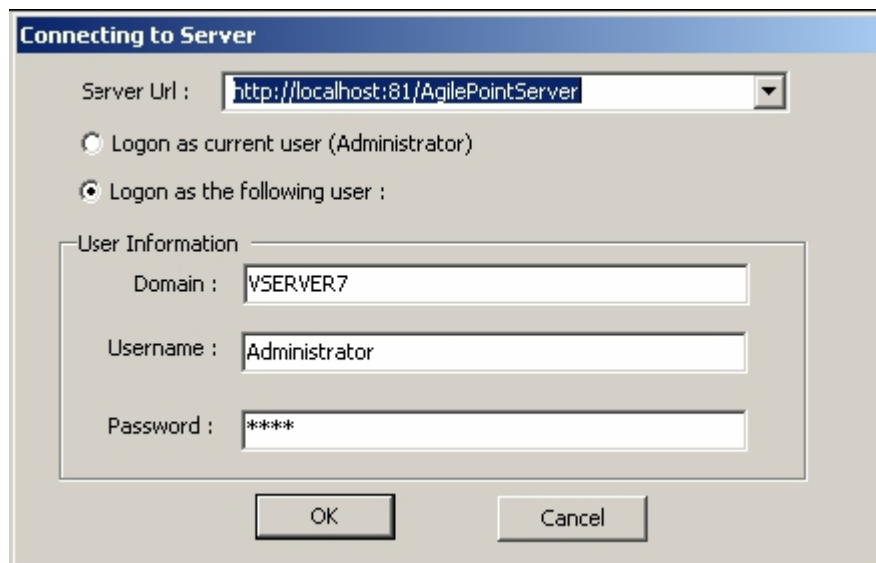 Connecting to Server
Server Url : http://localhost:81/AgilePointServer
Logon as current user (Administrator)
Logon as the following user :
User Information
Domain : VSERVER7
Username : Administrator
Password : ****
OK Cancel